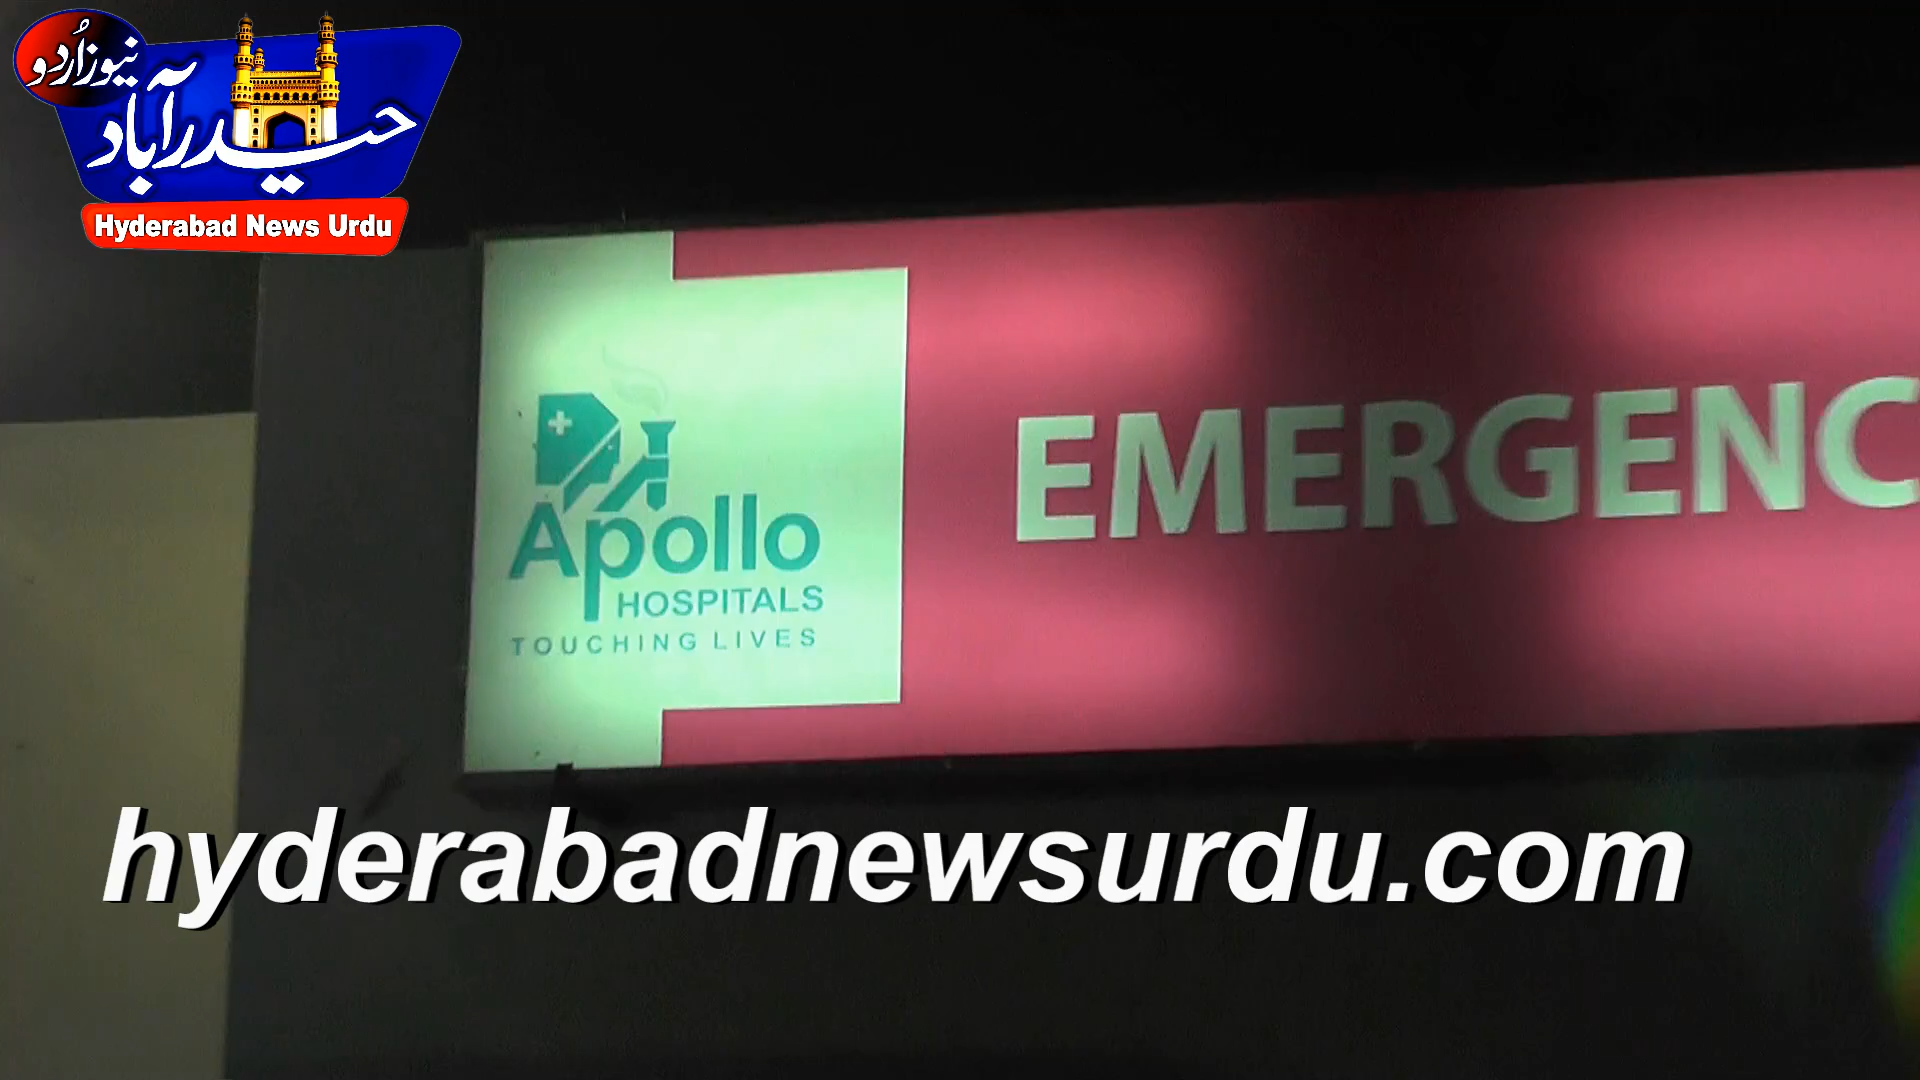 نیوز اُردو
حیدرآباد
Hyderabad News Urdu
Apollo
HOSPITALS
TOUCHING LIVES
EMERGENC
hyderabadnewsurdu.com